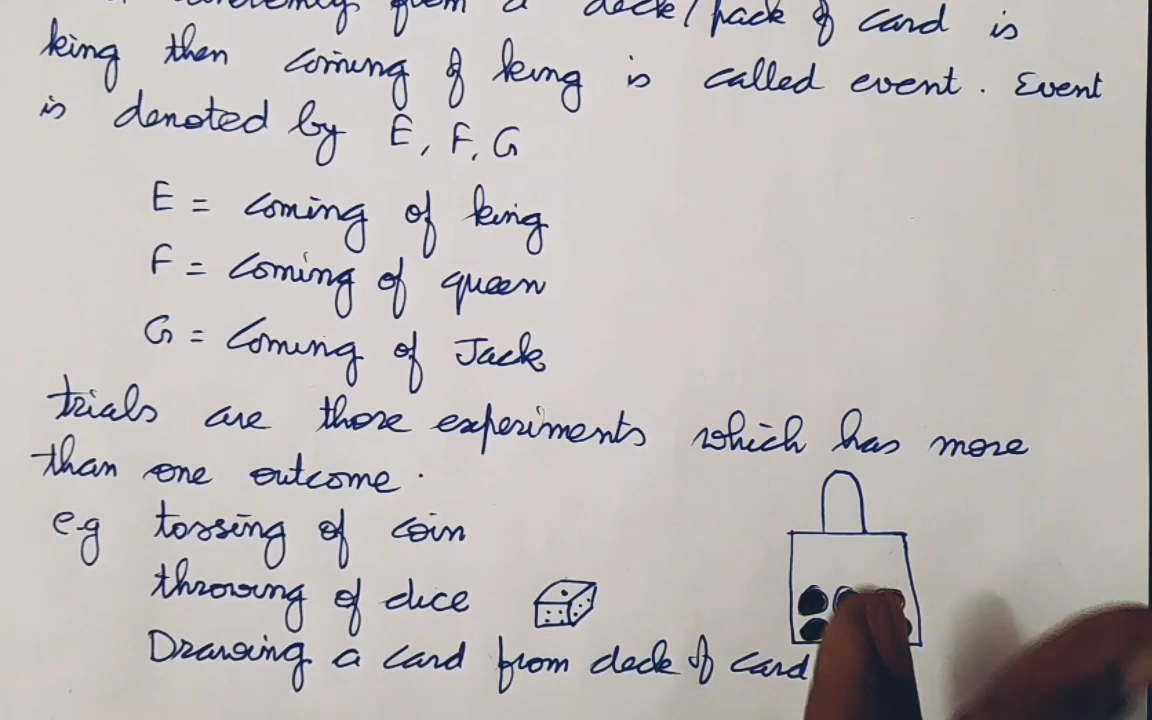 from a deck/pack of card is
king then coming of king is called event. Event
is denoted by E, F, G
E = coming of king
F = coming of queen
G = coming of Jack
trials are those experiments which has more
than one outcome.
e.g tossing of coin
throwing of dice
Drawing a card from deck of card